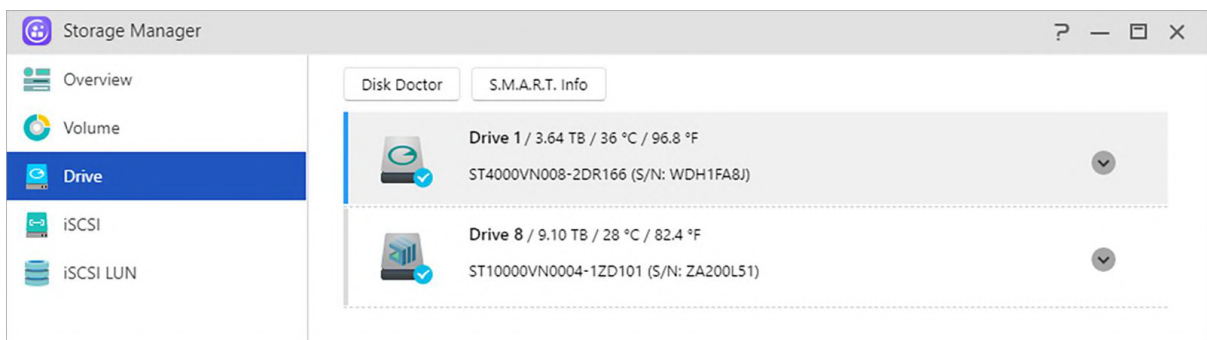 Storage Manager
Overview
Volume
Drive
iSCSI
iSCSI LUN
Disk Doctor
S.M.A.R.T. Info
Drive 1 / 3.64 TB / 36 °C / 96.8 °F
ST4000VN008-2DR166 (S/N: WDH1FA8J)
Drive 8 / 9.10 TB / 28 °C / 82.4 °F
ST10000VN0004-1ZD101 (S/N: ZA200L51)